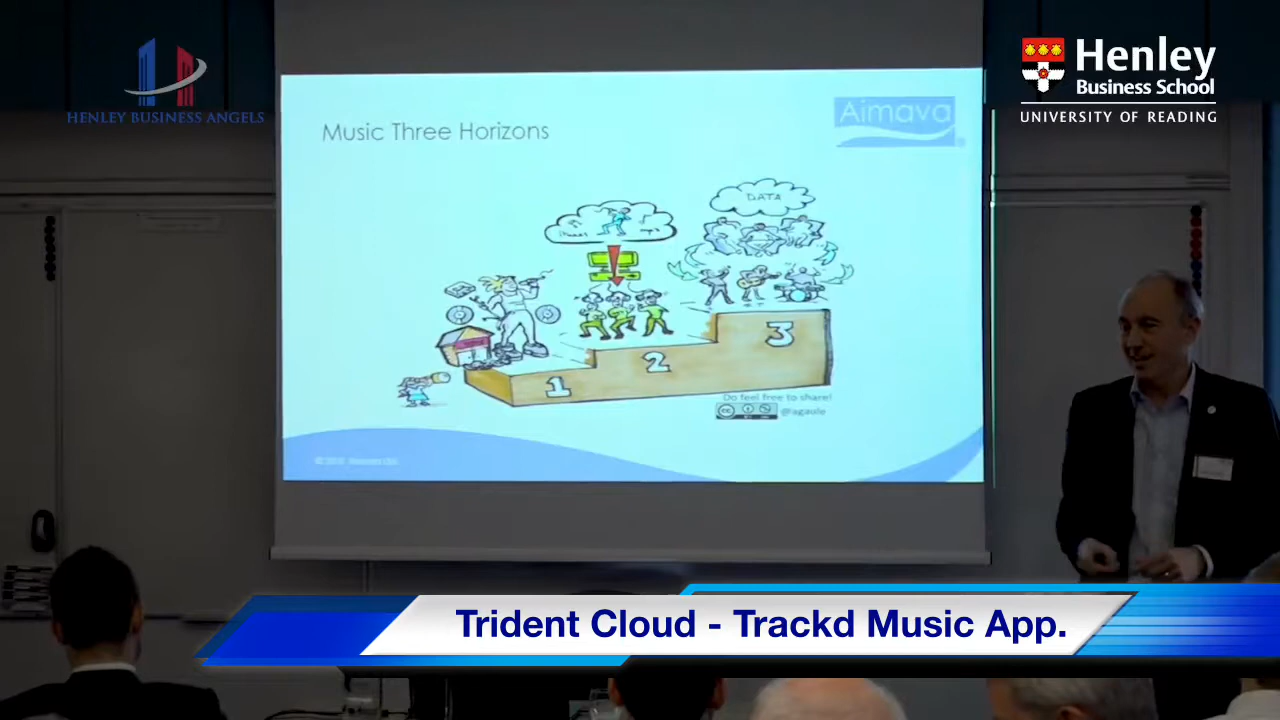 HENLEY BUSINESS ANGELS
Henley
Business School
UNIVERSITY OF READING
Music Three Horizons
Aimava
DATA
1
2
3
Do feel free to share!
@agaule
Trident Cloud - Trackd Music App.